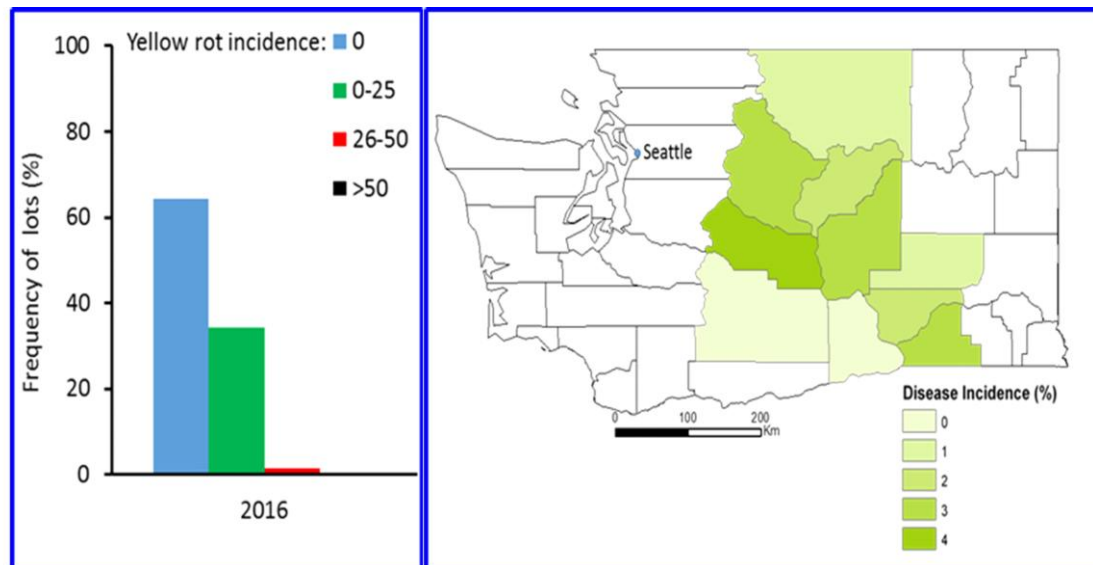 Yellow rot incidence: 0
0-25
26-50
>50
Frequency of lots (%)
100
80
60
40
20
0
2016
Seattle
0 100 200
Km
Disease Incidence (%)
0
1
2
3
4